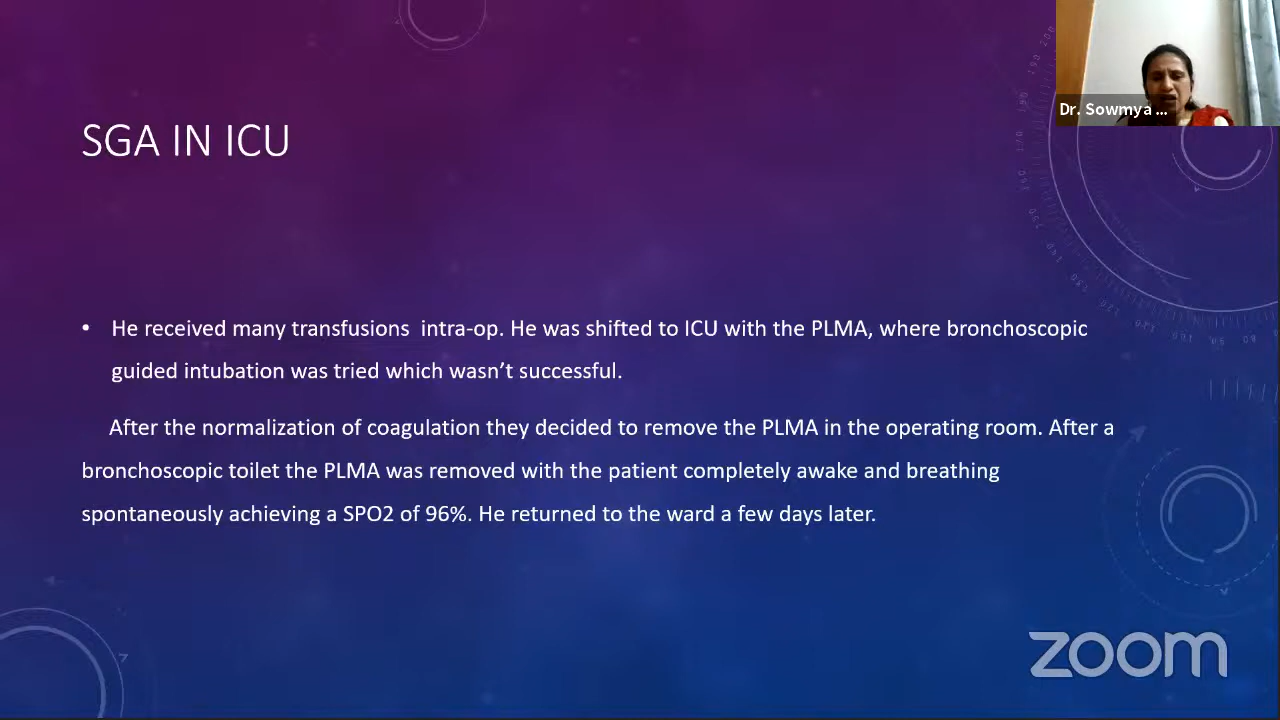 Dr. Sowmya ...
SGA IN ICU
• He received many transfusions intra-op. He was shifted to ICU with the PLMA, where bronchoscopic
guided intubation was tried which wasn't successful.
After the normalization of coagulation they decided to remove the PLMA in the operating room. After a
bronchoscopic toilet the PLMA was removed with the patient completely awake and breathing
spontaneously achieving a SPO2 of 96%. He returned to the ward a few days later.
zoom